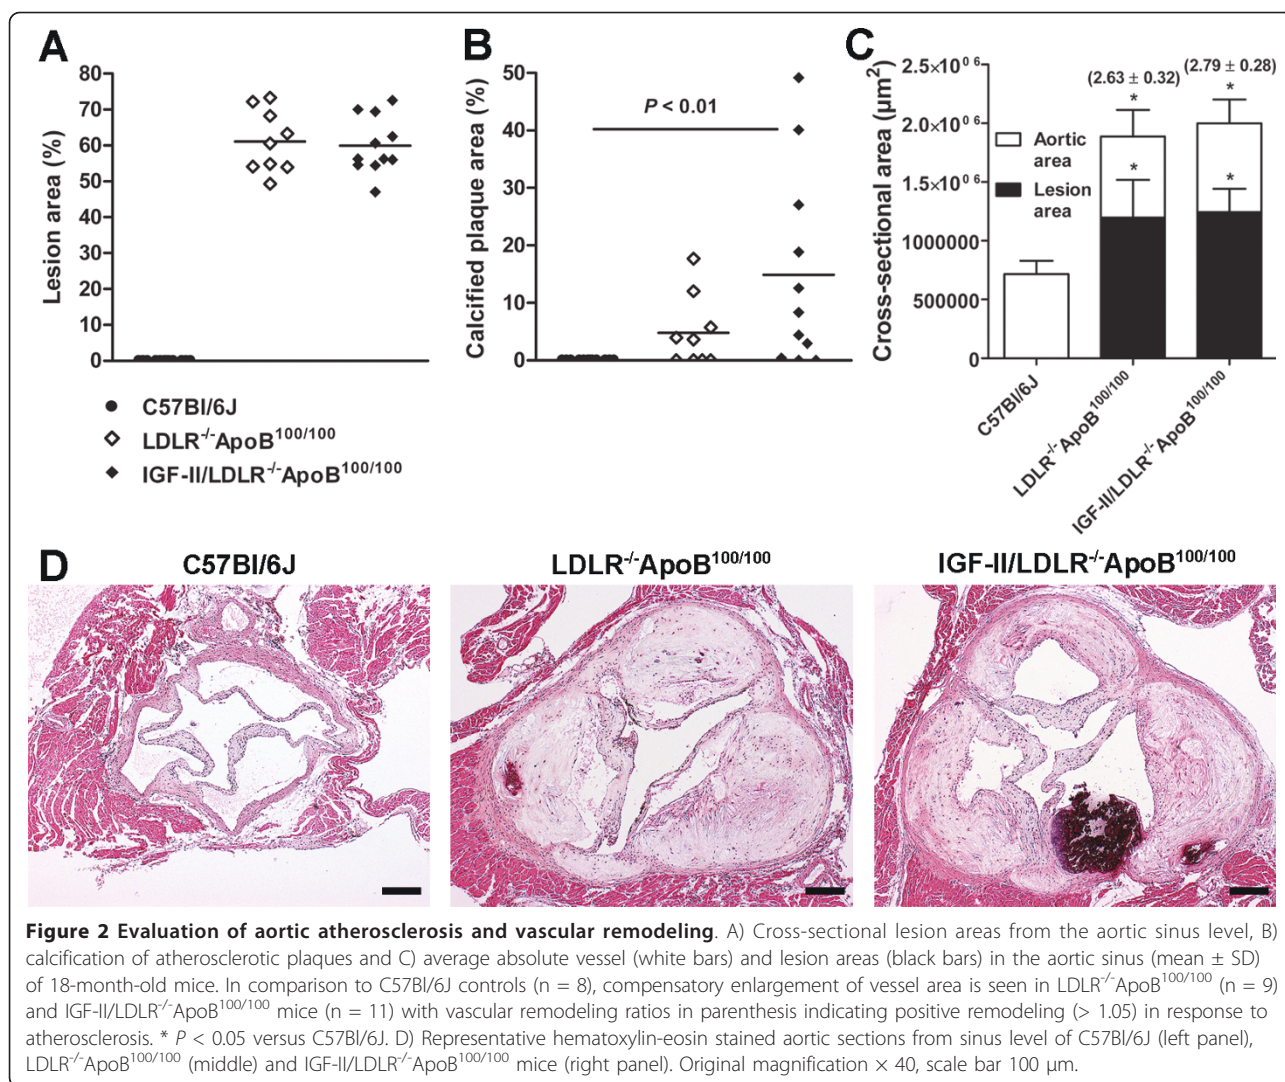 A
Lesion area (%)
80
70
60
50
40
30
20
10
0
C57Bl/6J
LDLR-/-ApoB100/100
IGF-II/LDLR-/-ApoB100/100
B
Calcified plaque area (%)
50
40
30
20
10
0
P < 0.01
C
Cross-sectional area (µm2)
2.5×10⁰⁶
2.0×10⁰⁶
1.5×10⁰⁶
1000000
500000
0
(2.63 ± 0.32)
(2.79 ± 0.28)
*
*
*
*
Aortic
area
Lesion
area
C57Bl/6J
LDLR-/-ApoB100/100
IGF-II/LDLR-/-ApoB100/100
D
C57Bl/6J
LDLR-/-ApoB100/100
IGF-II/LDLR-/-ApoB100/100
Figure 2 Evaluation of aortic atherosclerosis and vascular remodeling. A) Cross-sectional lesion areas from the aortic sinus level, B)
calcification of atherosclerotic plaques and C) average absolute vessel (white bars) and lesion areas (black bars) in the aortic sinus (mean ± SD)
of 18-month-old mice. In comparison to C57Bl/6J controls (n = 8), compensatory enlargement of vessel area is seen in LDLR-/-ApoB100/100 (n = 9)
and IGF-II/LDLR-/-ApoB100/100 mice (n = 11) with vascular remodeling ratios in parenthesis indicating positive remodeling (> 1.05) in response to
atherosclerosis. * P < 0.05 versus C57Bl/6J. D) Representative hematoxylin-eosin stained aortic sections from sinus level of C57Bl/6J (left panel),
LDLR-/-ApoB100/100 (middle) and IGF-II/LDLR-/-ApoB100/100 mice (right panel). Original magnification × 40, scale bar 100 µm.